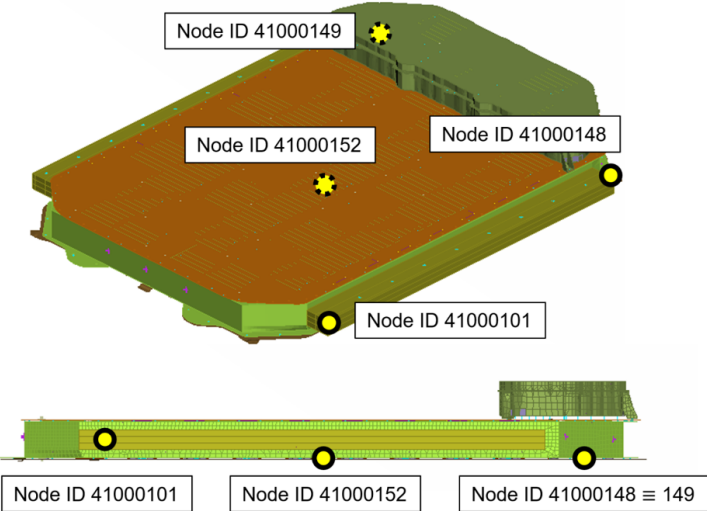 Node ID 41000149
Node ID 41000148
Node ID 41000152
Node ID 41000101
Node ID 41000101
Node ID 41000152
Node ID 41000148 ≡ 149